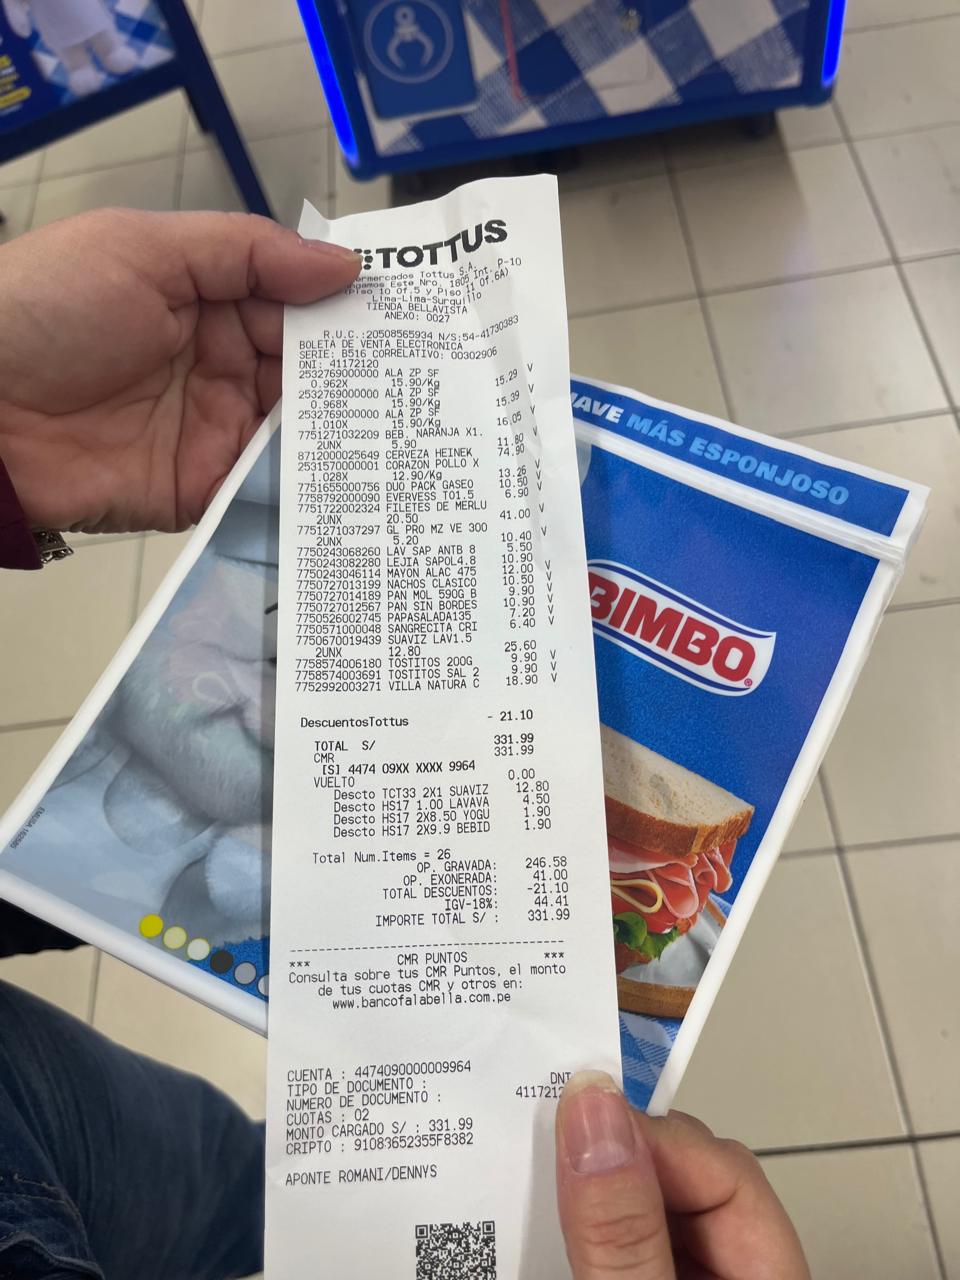 TOTTUS
ermercados Tottus S.A.
ngamos Este Nro. 1805 Int. P-10
(Piso 10 Of.5 y Piso 11 Of.6A)
Lima-Lima-Surquillo
TIENDA BELLAVISTA
ANEXO: 0027
R.U.C.:20508565934 N/S:54-41730383
BOLETA DE VENTA ELECTRONICA
SERIE: B516 CORRELATIVO: 00302906
DNI: 41172120
2532769000000 ALA ZP SF
0.962X 15.90/Kg 15.29 V
2532769000000 ALA ZP SF
0.968X 15.90/Kg 15.39 V
2532769000000 ALA ZP SF
1.010X 15.90/Kg 16.05 V
7751271032209 BEB. NARANJA X1.
2UNX 5.90 11.80 V
8712000025649 CERVEZA HEINEK 74.90
2531570000001 CORAZON POLLO X
1.028X 12.90/Kg 13.26 V
7751655000756 DUO PACK GASEO 10.50 V
7758792000090 EVERVESS TO1.5 6.90 V
7751722002324 FILETES DE MERLU
2UNX 20.50 41.00 V
7751271037297 GL PRO MZ VE 300
2UNX 5.20 10.40 V
7750243068260 LAV SAP ANTB 8 5.50
7750243082280 LEJIA SAPOL4.8 10.90
7750243046114 MAYON ALAC 475 12.00 V
7750727013199 NACHOS CLASICO 10.50 V
7750727014189 PAN MOL 590G B 9.90 V
7750727012567 PAN SIN BORDES 10.90 V
7750526002745 PAPASALADA135 7.20 V
7750571000048 SANGRECITA CRI 6.40 V
7750670019439 SUAVIZ LAV1.5
2UNX 12.80 25.60
7758574006180 TOSTITOS 200G 9.90 V
7758574003691 TOSTITOS SAL 2 9.90 V
7752992003271 VILLA NATURA C 18.90 V
DescuentosTottus - 21.10
TOTAL S/ 331.99
CMR 331.99
[S] 4474 09XX XXXX 9964
VUELTO 0.00
Descto TCT33 2X1 SUAVIZ 12.80
Descto HS17 1.00 LAVAVA 4.50
Descto HS17 2X8.50 YOGU 1.90
Descto HS17 2X9.9 BEBID 1.90
Total Num.Items = 26
OP. GRAVADA: 246.58
OP. EXONERADA: 41.00
TOTAL DESCUENTOS: -21.10
IGV-18%: 44.41
IMPORTE TOTAL S/ : 331.99
*** CMR PUNTOS ***
Consulta sobre tus CMR Puntos, el monto
de tus cuotas CMR y otros en:
www.bancofalabella.com.pe
CUENTA : 4474090000009964
TIPO DE DOCUMENTO : DNI
NUMERO DE DOCUMENTO : 4117212
CUOTAS : 02
MONTO CARGADO S/ : 331.99
CRIPTO : 91083652355F8382
APONTE ROMANI/DENNYS
AVE MÁS ESPONJOSO
BIMBO